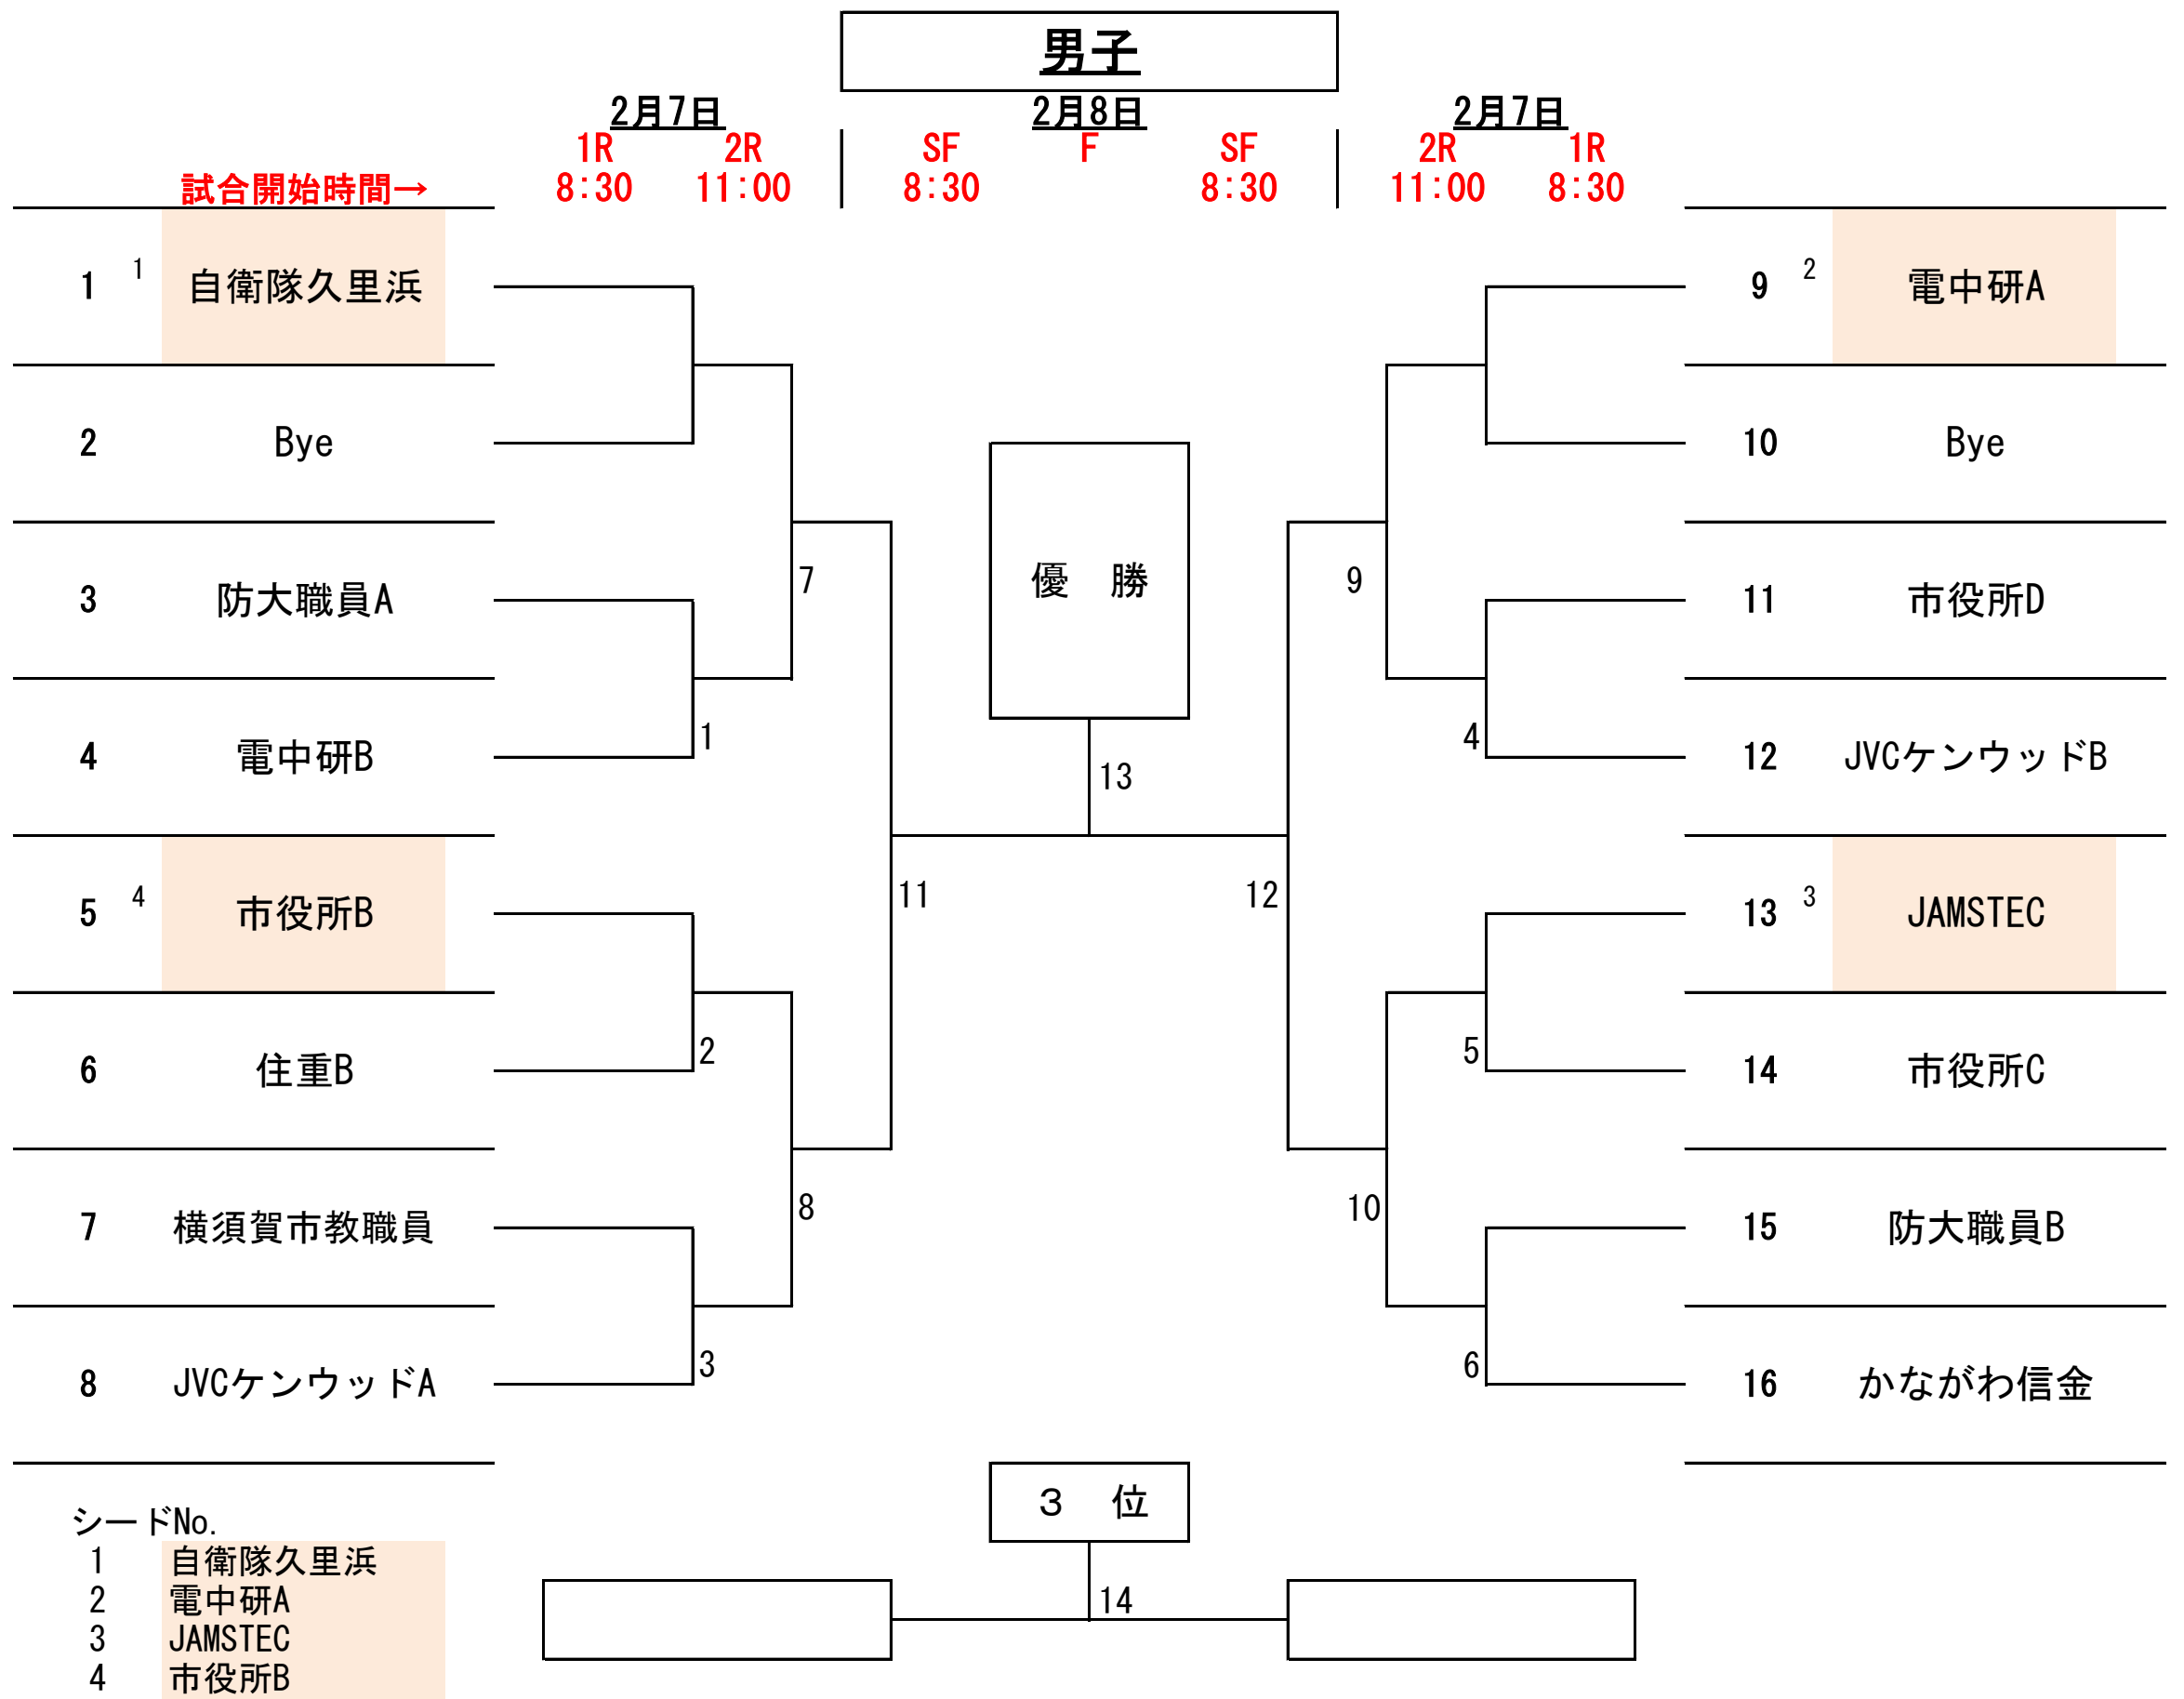 男子
2月7日 2月8日 2月7日
1R 2R SF F SF 2R 1R
試合開始時間→ 8:30 11:00 8:30 8:30 11:00 8:30
1 1 自衛隊久里浜 9 2 電中研A
2 Bye 10 Bye
7 優　勝 9
3 防大職員A 11 市役所D
1 4
4 電中研B 12 JVCケンウッドB
13
11 12
5 4 市役所B 13 3 JAMSTEC
2 5
6 住重B 14 市役所C
8 10
7 横須賀市教職員 15 防大職員B
3 6
8 JVCケンウッドA 16 かながわ信金
３　位
シードNo.
1 自衛隊久里浜
2 電中研A
14
3 JAMSTEC
4 市役所B